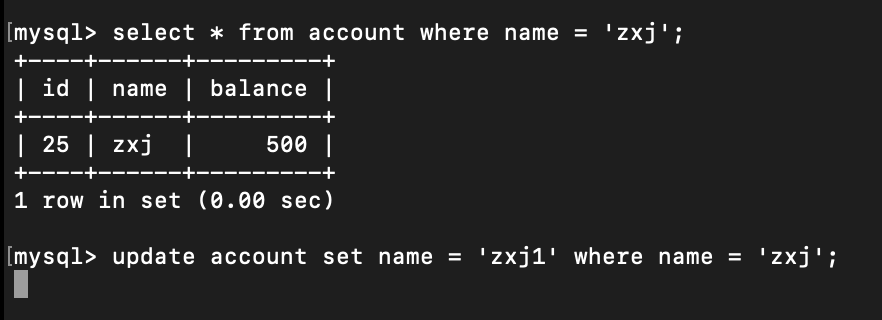 [mysql> select * from account where name = 'zxj';
+----+------+---------+
| id | name | balance |
+----+------+---------+
| 25 | zxj  |     500 |
+----+------+---------+
1 row in set (0.00 sec)

[mysql> update account set name = 'zxj1' where name = 'zxj';